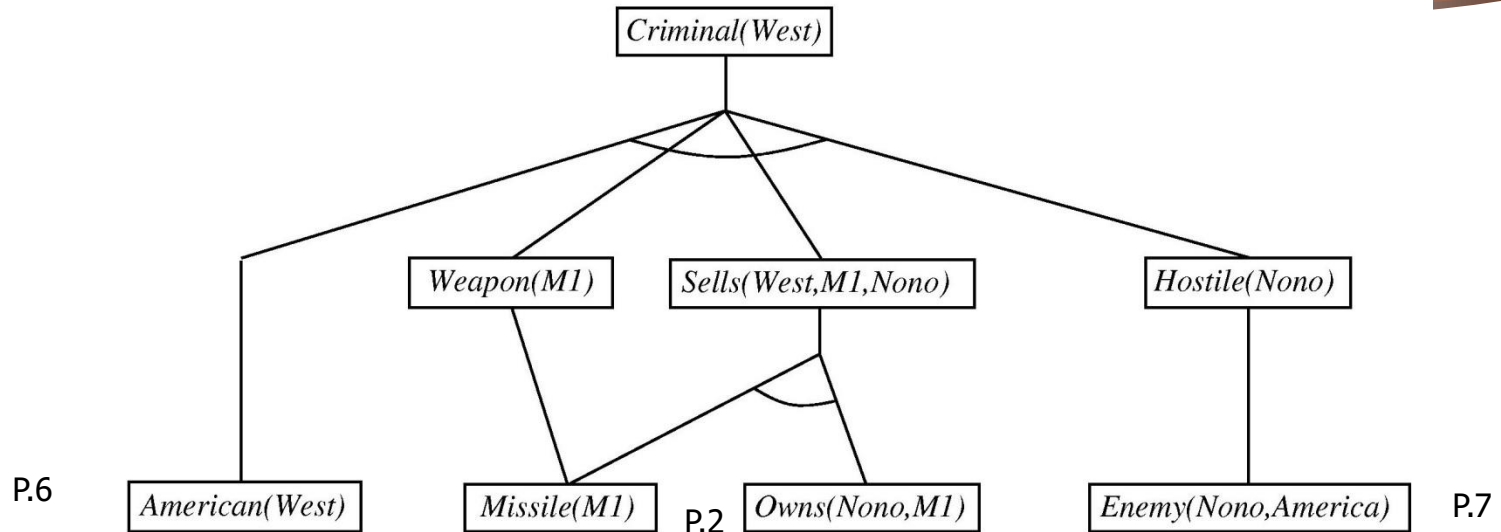 Criminal(West)
Weapon(M1)
Sells(West,M1,Nono)
Hostile(Nono)
P.6
American(West)
Missile(M1)
P.2
Owns(Nono,M1)
Enemy(Nono,America)
P.7